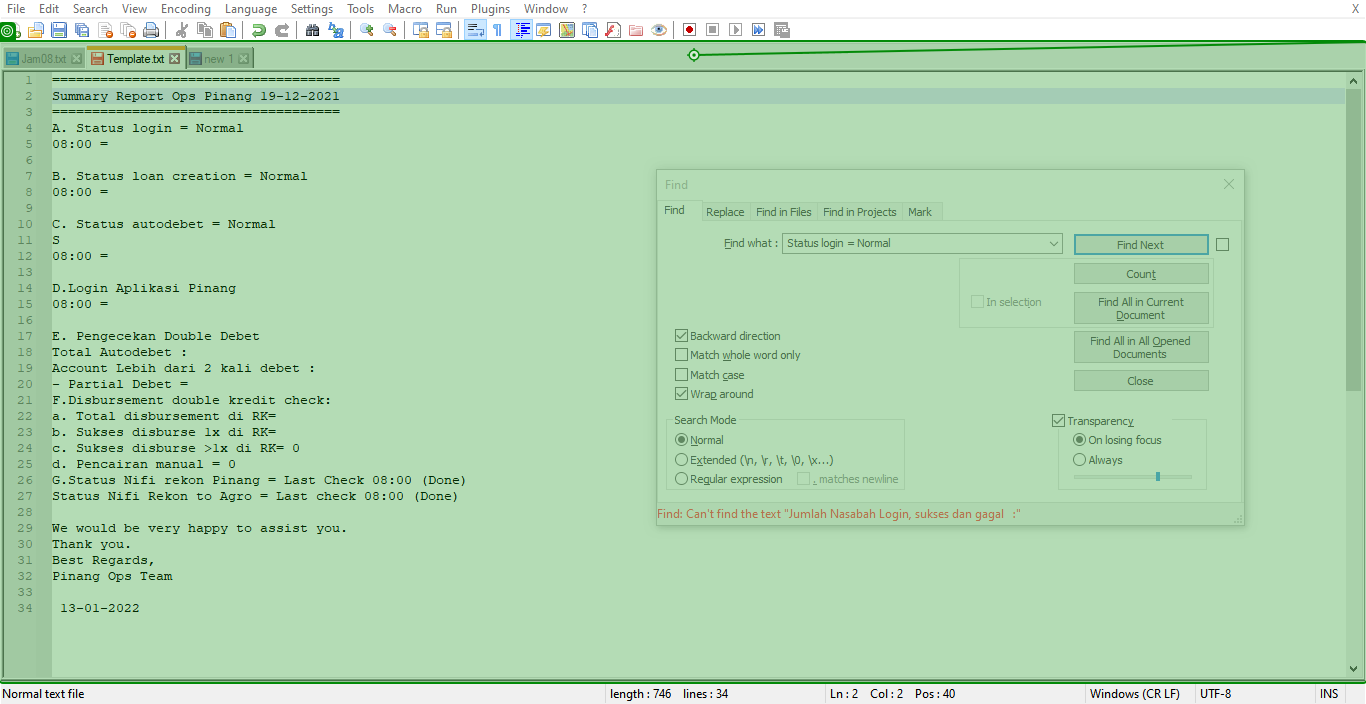 File Edit Search View Encoding Language Settings Tools Macro Run Plugins Window ? X
Jam08.txt Template.txt new 1
1 ====================================
2 Summary Report Ops Pinang 19-12-2021
3 ====================================
4 A. Status login = Normal
5 08:00 =
6
7 B. Status loan creation = Normal
8 08:00 =
9
10 C. Status autodebet = Normal
11 S
12 08:00 =
13
14 D.Login Aplikasi Pinang
15 08:00 =
16
17 E. Pengecekan Double Debet
18 Total Autodebet :
19 Account Lebih dari 2 kali debet :
20 - Partial Debet =
21 F.Disbursement double kredit check:
22 a. Total disbursement di RK=
23 b. Sukses disburse 1x di RK=
24 c. Sukses disburse >1x di RK= 0
25 d. Pencairan manual = 0
26 G.Status Nifi rekon Pinang = Last Check 08:00 (Done)
27 Status Nifi Rekon to Agro = Last check 08:00 (Done)
28
29 We would be very happy to assist you.
30 Thank you.
31 Best Regards,
32 Pinang Ops Team
33
34 13-01-2022
Find
Find Replace Find in Files Find in Projects Mark
Find what : Status login = Normal Find Next
Count
In selection Find All in Current
Document
Find All in All Opened
Documents
Close
Backward direction
Match whole word only
Match case
Wrap around
Search Mode
Normal
Extended (\n, \r, \t, \0, \x...)
Regular expression . matches newline
Transparency
On losing focus
Always
Find: Can't find the text "Jumlah Nasabah Login, sukses dan gagal :"
Normal text file length : 746 lines : 34 Ln : 2 Col : 2 Pos : 40 Windows (CR LF) UTF-8 INS